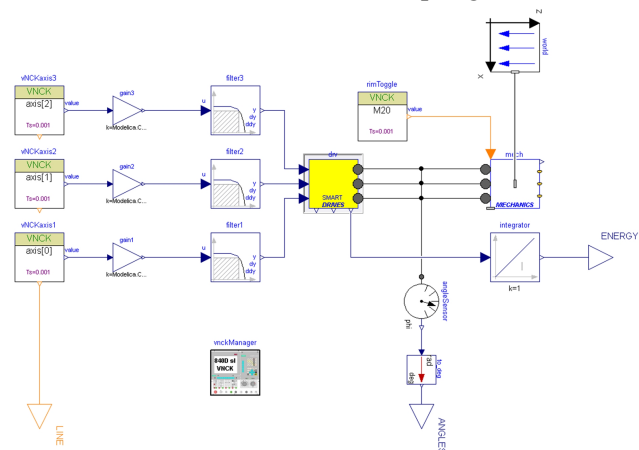 Z
world
X
vNCKaxis3
VNCK
axis[2]
Ts=0.001
value
gain3
k=Modelica.C...
filter3
u
y
dy
ddy
rimToggle
VNCK
M20
Ts=0.001
value
vNCKaxis2
VNCK
axis[1]
Ts=0.001
value
gain2
k=Modelica.C...
filter2
u
y
dy
ddy
drv
SMART
DRIVES
mech
MECHANICS
vNCKaxis1
VNCK
axis[0]
Ts=0.001
value
gain1
k=Modelica.C...
filter1
u
y
dy
ddy
integrator
I
k=1
ENERGY
angleSensor
phi
vnckManager
840D sl
VNCK
to_deg
rad
deg
LINE
ANGLES